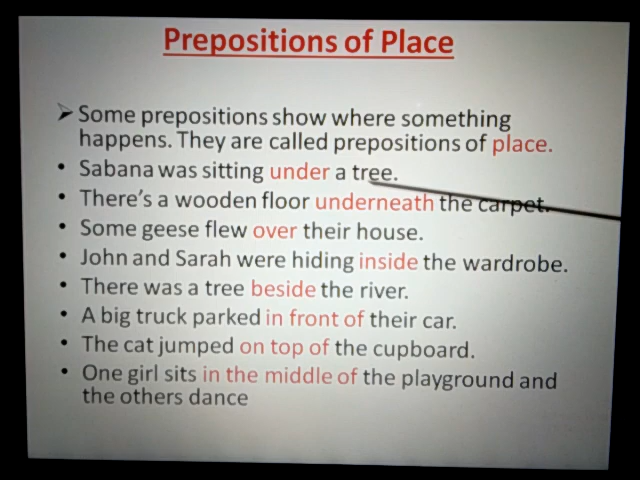 Prepositions of Place
➤ Some prepositions show where something
happens. They are called prepositions of place.
• Sabana was sitting under a tree.
• There's a wooden floor underneath the carpet.
• Some geese flew over their house.
• John and Sarah were hiding inside the wardrobe.
• There was a tree beside the river.
• A big truck parked in front of their car.
• The cat jumped on top of the cupboard.
• One girl sits in the middle of the playground and
the others dance